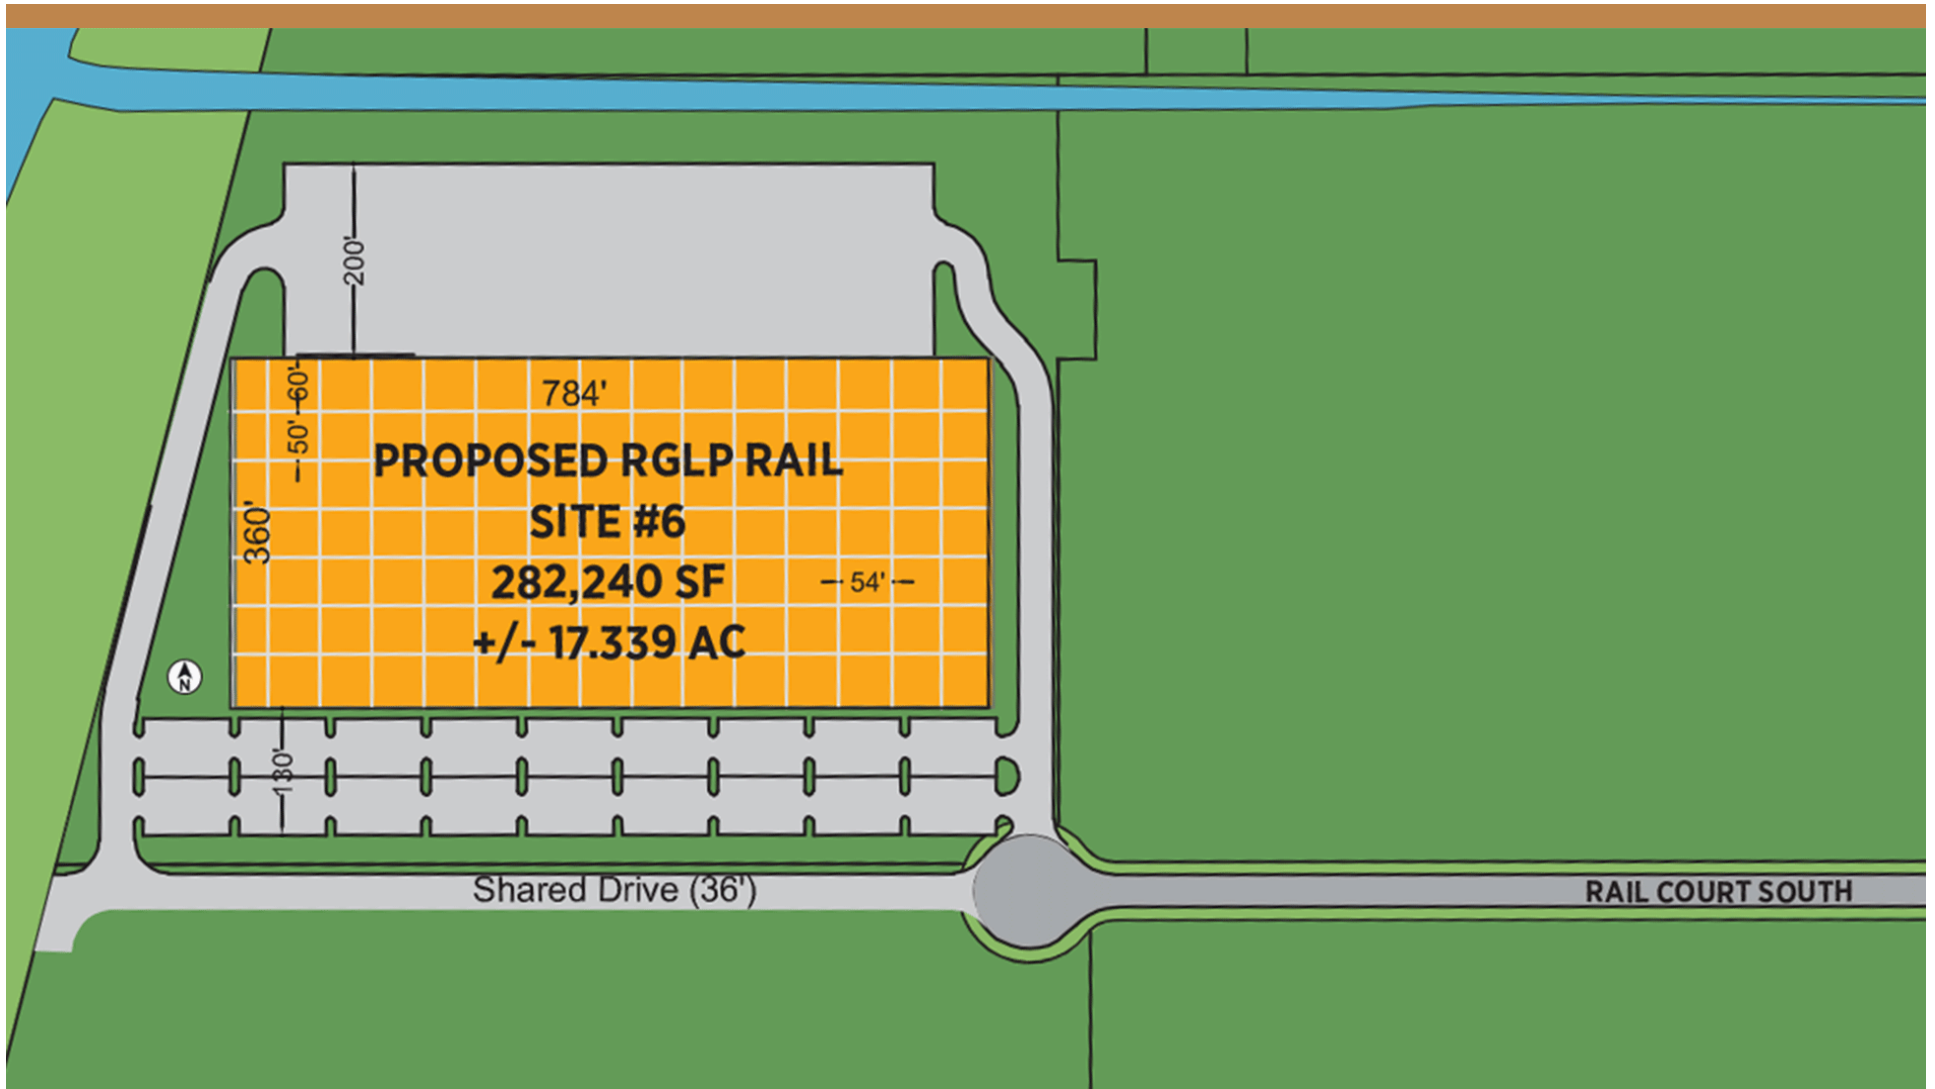 200'
60'
784'
50'
PROPOSED RGLP RAIL
SITE #6
360'
282,240 SF
54'
+/- 17.339 AC
N
130'
Shared Drive (36')
RAIL COURT SOUTH